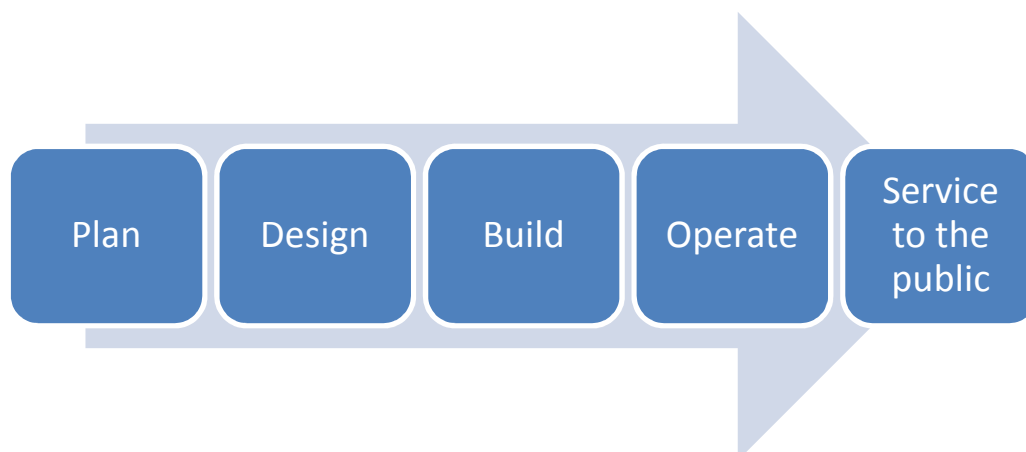 Plan
Design
Build
Operate
Service
to the
public